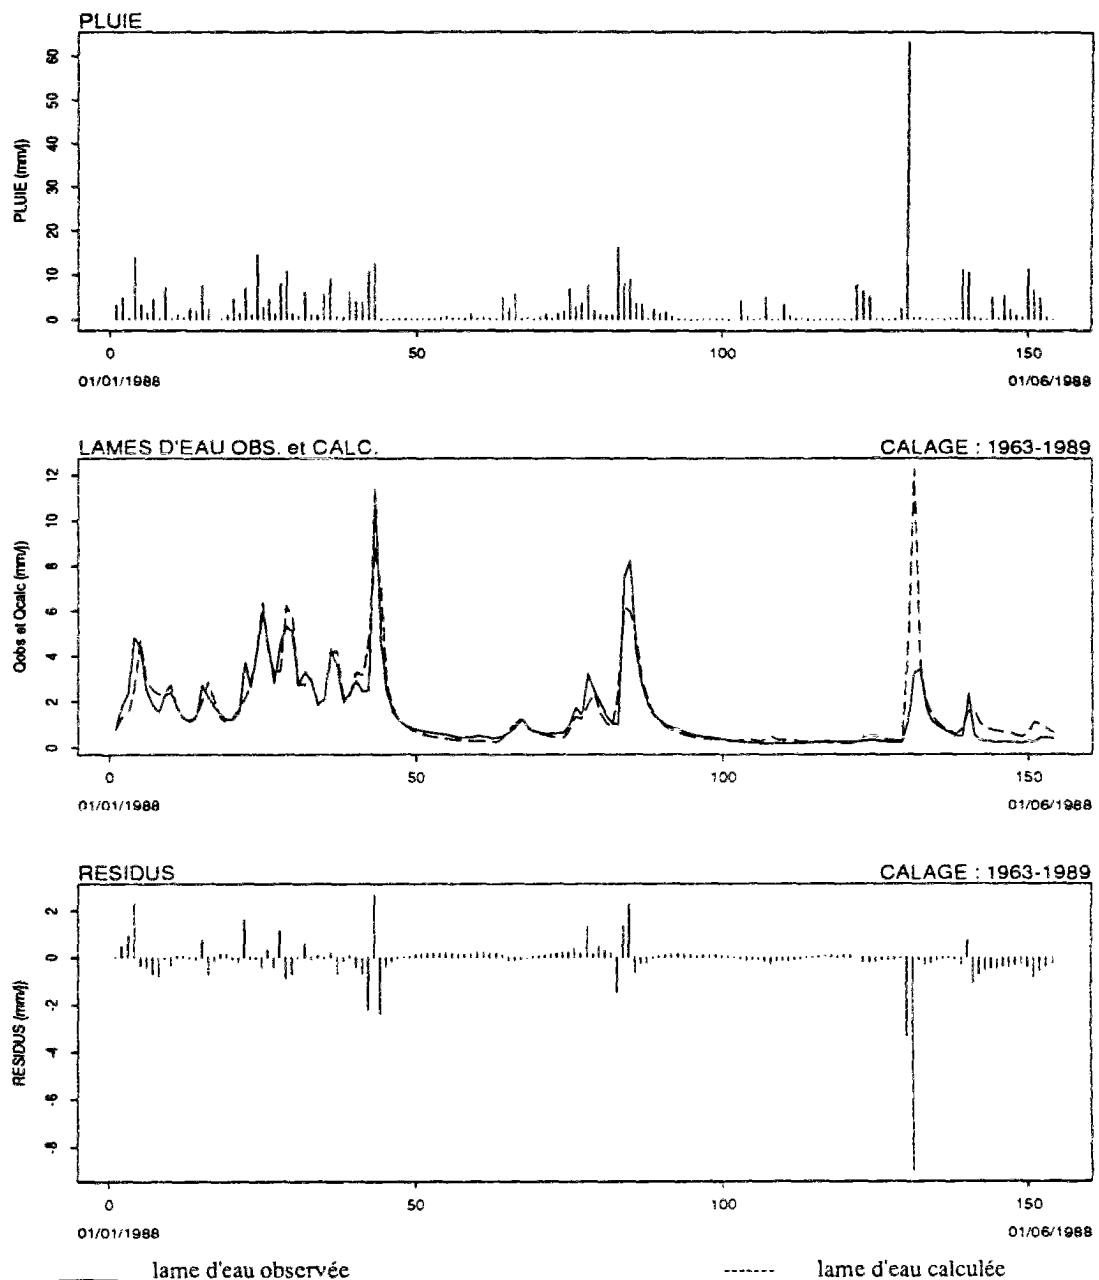 PLUIE
PLUIE (mm/j)
60
50
40
30
20
10
0
0 50 100 150
01/01/1988 01/06/1988
LAMES D'EAU OBS. et CALC. CALAGE : 1963-1989
Qobs et Qcalc (mm/j)
12
10
8
6
4
2
0
0 50 100 150
01/01/1988 01/06/1988
RESIDUS CALAGE : 1963-1989
RESIDUS (mm/j)
2
0
-2
-4
-6
-8
0 50 100 150
01/01/1988 01/06/1988
lame d'eau observée lame d'eau calculée